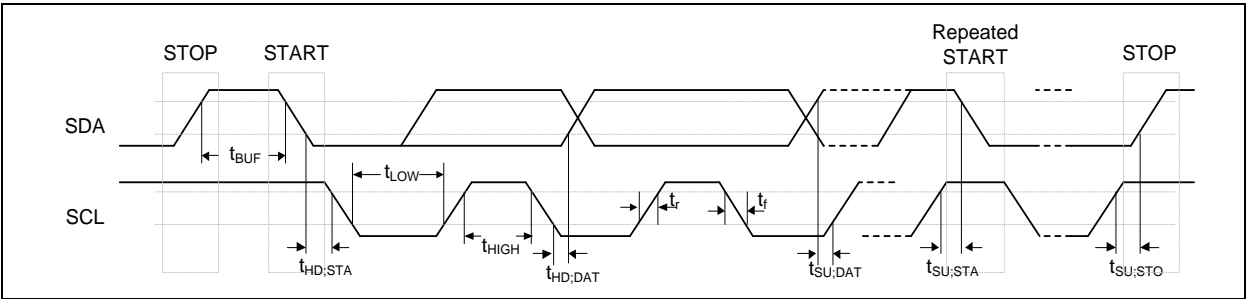 STOP
START
Repeated
START
STOP
SDA
tBUF
tLOW
SCL
tr
tf
tHD;STA
tHIGH
tHD;DAT
tSU;DAT
tSU;STA
tSU;STO